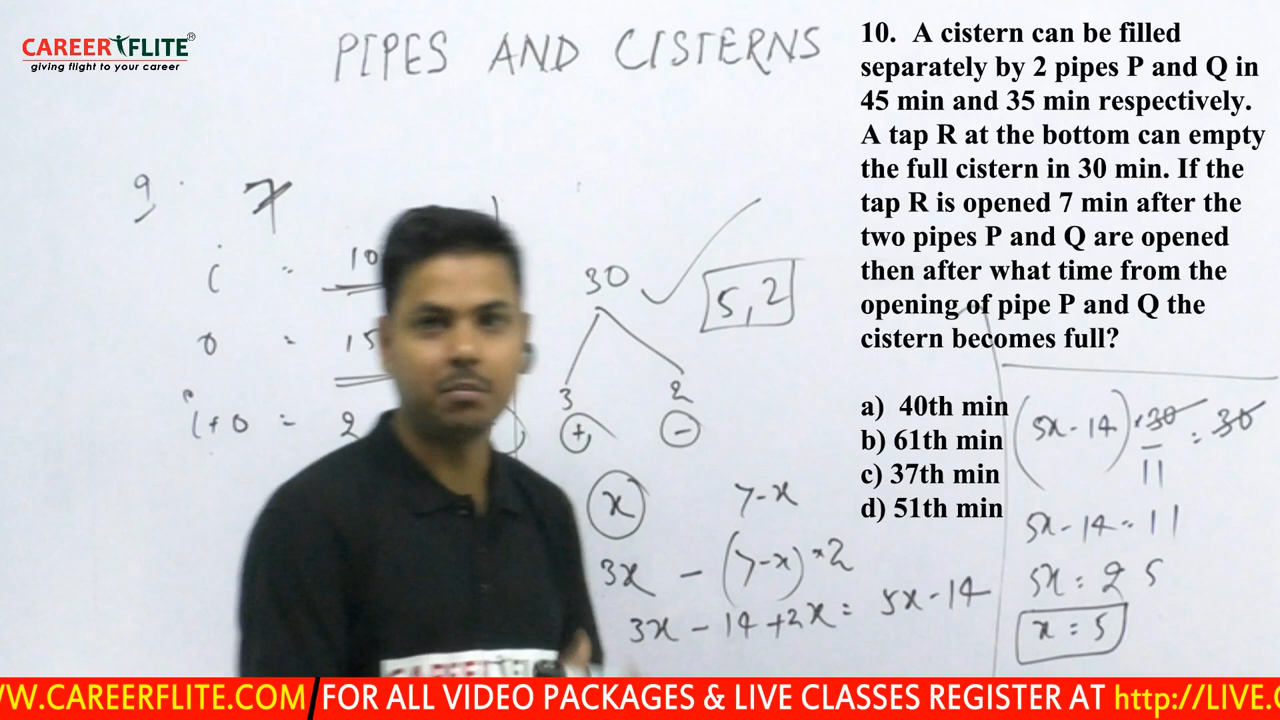 CAREER FLITE®
giving flight to your career
PIPES AND CISTERNS
10. A cistern can be filled
separately by 2 pipes P and Q in
45 min and 35 min respectively.
A tap R at the bottom can empty
the full cistern in 30 min. If the
tap R is opened 7 min after the
two pipes P and Q are opened
then after what time from the
opening of pipe P and Q the
cistern becomes full?
a) 40th min
b) 61th min
c) 37th min
d) 51th min
9.
i = 10
o = 15
i+o = 2
30
5,2
3 2
+ −
x 7-x
3x − (7-x)*2
3x − 14 + 2x = 5x-14
(5x-14) * 30/11 = 30
5x-14 = 11
5x = 25
x = 5
CAREERFLITE
WW.CAREERFLITE.COM
FOR ALL VIDEO PACKAGES & LIVE CLASSES REGISTER AT http://LIVE.C